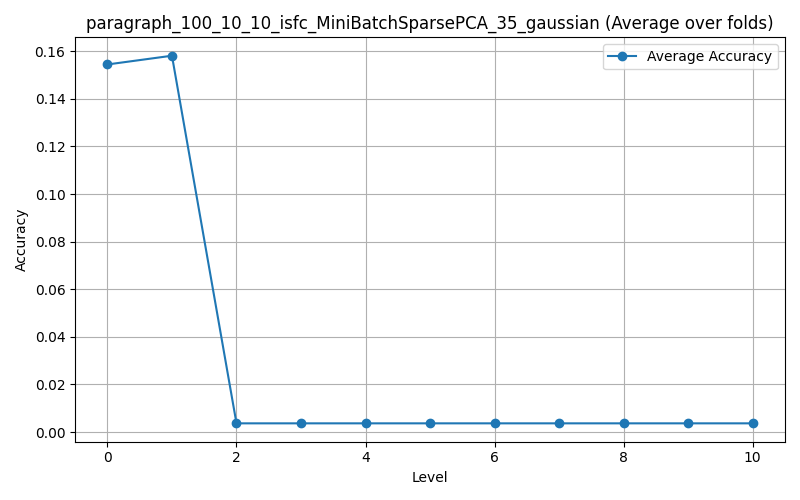 paragraph_100_10_10_isfc_MiniBatchSparsePCA_35_gaussian (Average over folds)
Average Accuracy
0.16
0.14
0.12
0.10
0.08
0.06
0.04
0.02
0.00
Accuracy
0 2 4 6 8 10
Level